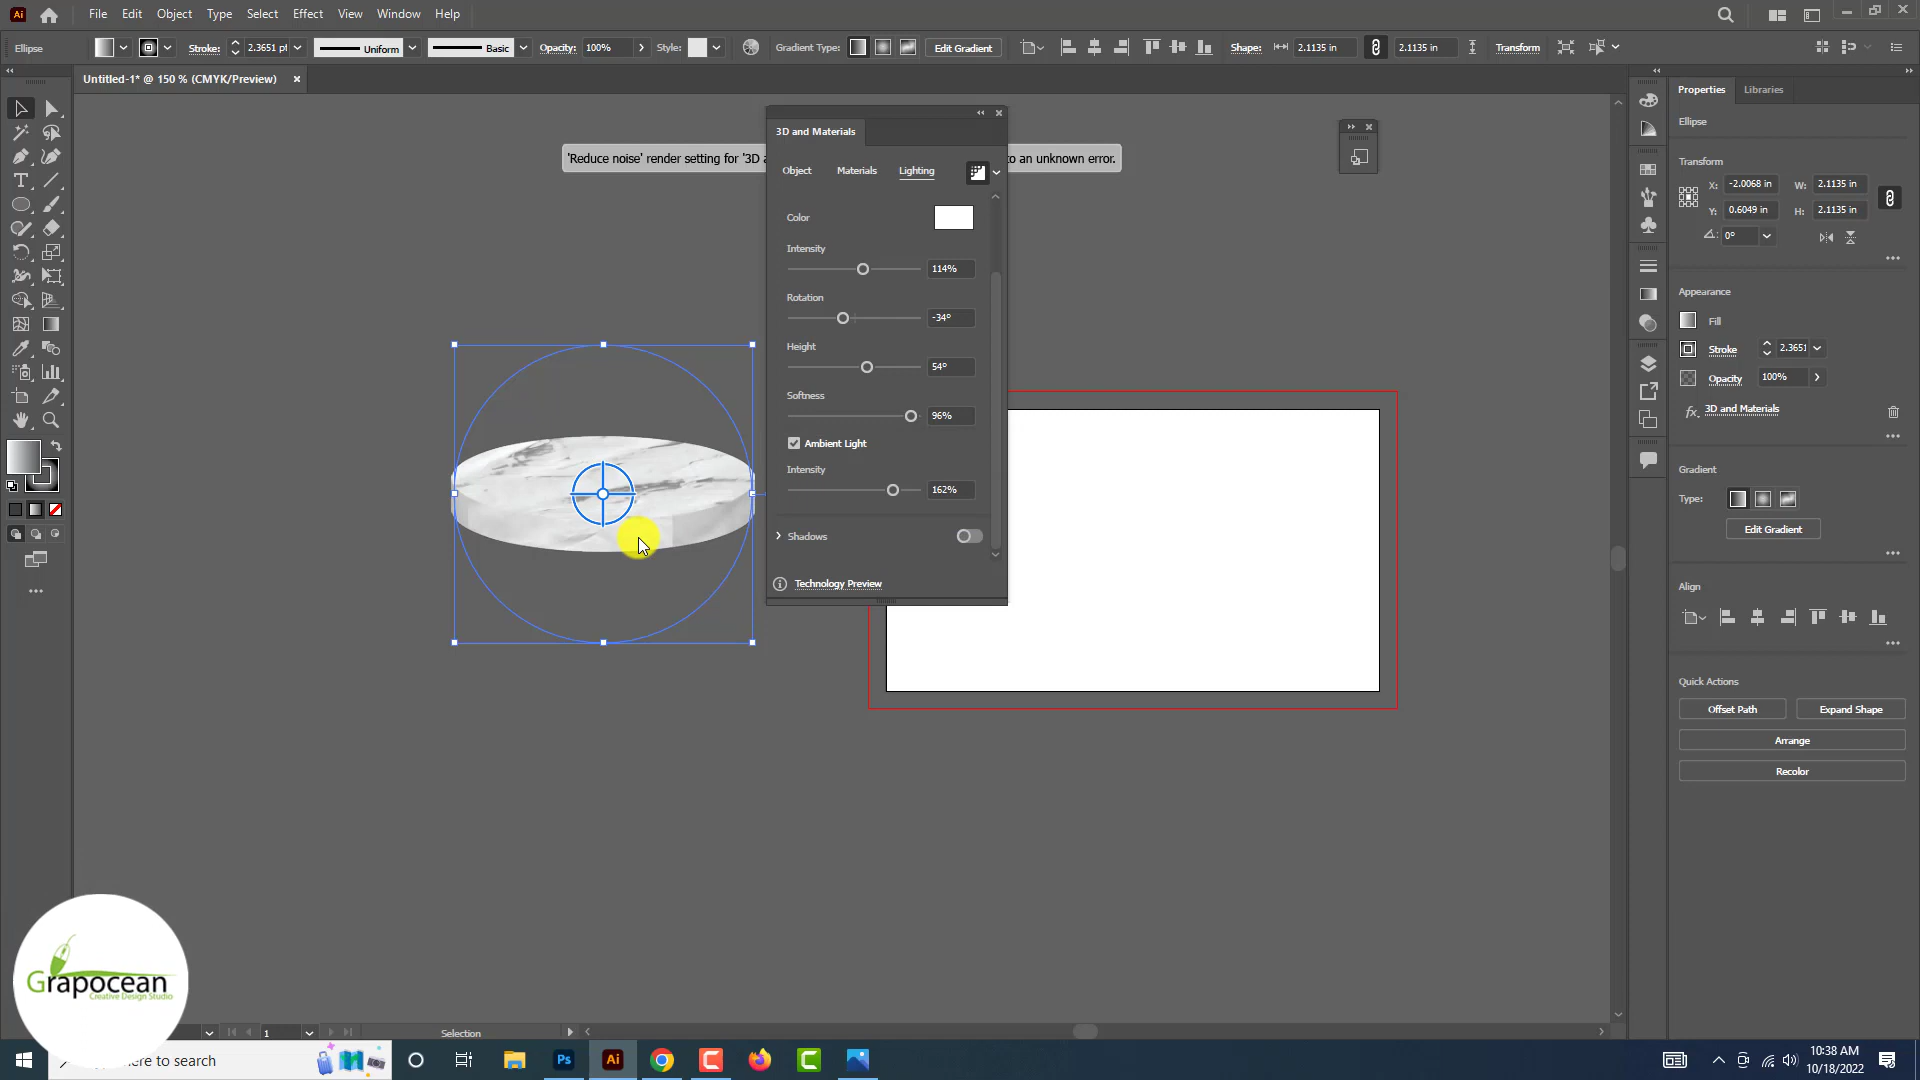 Ai File Edit Object Type Select Effect View Window Help
Ellipse Stroke: 2.3651 pt Uniform Basic Opacity: 100% Style: Gradient Type: Edit Gradient Shape: 2.1135 in 2.1135 in Transform
Untitled-1* @ 150 % (CMYK/Preview)
'Reduce noise' render setting for '3D a
o an unknown error.
3D and Materials
Object Materials Lighting
Color
Intensity
114%
Rotation
-34°
Height
54°
Softness
96%
Ambient Light
Intensity
162%
Shadows
Technology Preview
Properties Libraries
Ellipse
Transform
X: -2.0068 in W: 2.1135 in
Y: 0.6049 in H: 2.1135 in
0°
Appearance
Fill
Stroke 2.3651
Opacity 100%
fx 3D and Materials
Gradient
Type:
Edit Gradient
Align
Quick Actions
Offset Path Expand Shape
Arrange
Recolor
Grapocean
Creative Design Studio
1 Selection
here to search
Ps Ai
10:38 AM
10/18/2022